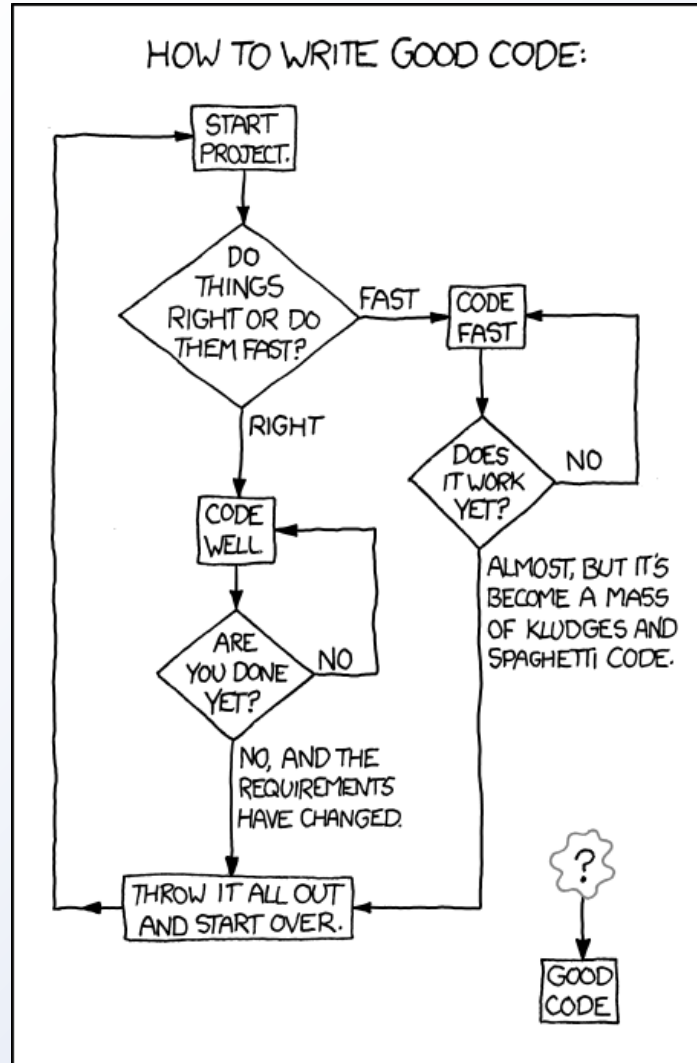 HOW TO WRITE GOOD CODE:
START
PROJECT.
DO
THINGS
RIGHT OR DO
THEM FAST?
FAST
CODE
FAST
RIGHT
DOES
IT WORK
YET?
NO
CODE
WELL
ALMOST, BUT IT'S
BECOME A MASS
OF KLUDGES AND
SPAGHETTI CODE.
ARE
YOU DONE
YET?
NO
NO, AND THE
REQUIREMENTS
HAVE CHANGED.
THROW IT ALL OUT
AND START OVER.
?
GOOD
CODE